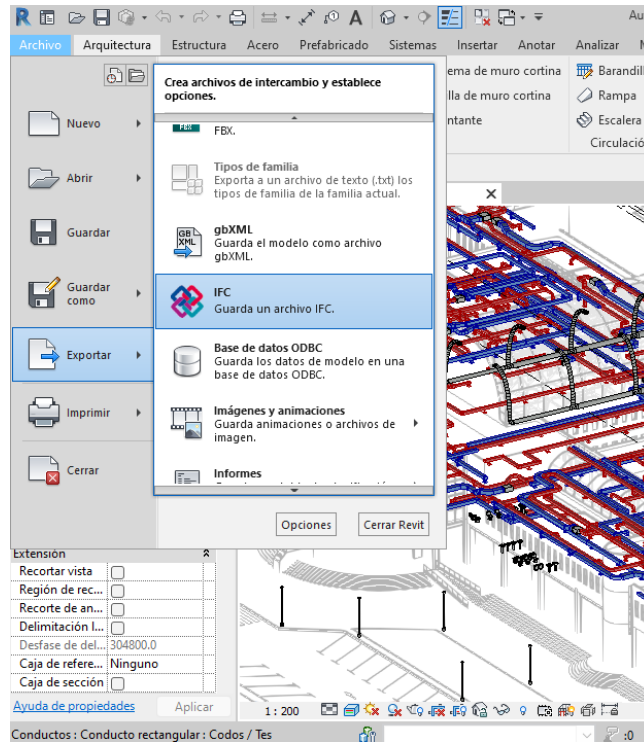 R
A
Au
Archivo Arquitectura Estructura Acero Prefabricado Sistemas Insertar Anotar Analizar
ema de muro cortina Barandil
lla de muro cortina Rampa
ntante Escalera
Circulació
Crea archivos de intercambio y establece
opciones.
Nuevo
Abrir
Guardar
Guardar
como
Exportar
Imprimir
Cerrar
FBX
FBX.
Tipos de familia
Exporta a un archivo de texto (.txt) los
tipos de familia de la familia actual.
GB
XML
gbXML
Guarda el modelo como archivo
gbXML.
IFC
Guarda un archivo IFC.
Base de datos ODBC
Guarda los datos de modelo en una
base de datos ODBC.
Imágenes y animaciones
Guarda animaciones o archivos de
imagen.
Informes
Opciones Cerrar Revit
Extensión
Recortar vista
Región de rec...
Recorte de an...
Delimitación l...
Desfase de del... 304800.0
Caja de refere... Ninguno
Caja de sección
Ayuda de propiedades Aplicar
1 : 200
Conductos : Conducto rectangular : Codos / Tes
:0